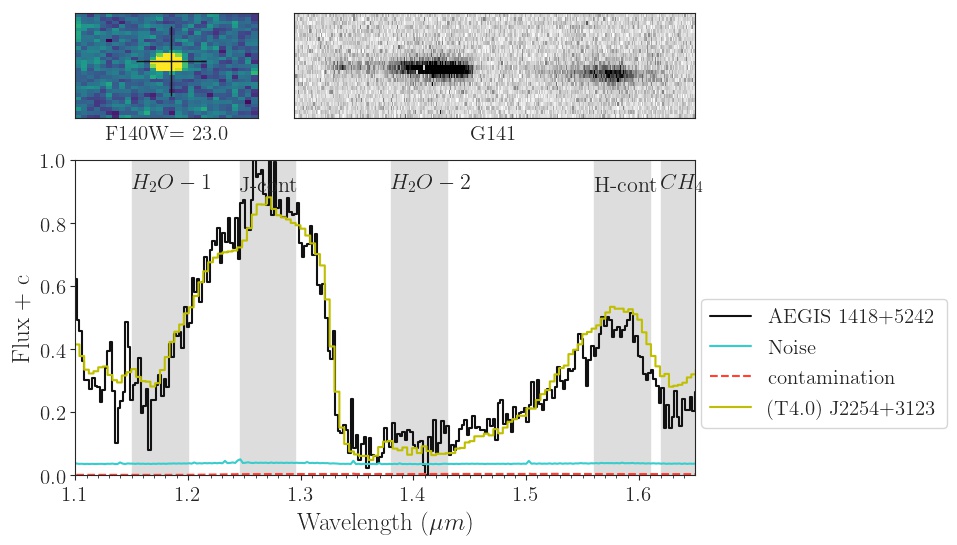 F140W= 23.0
G141
H₂O − 1
J-cont
H₂O − 2
H-cont
CH₄
1.0
0.8
0.6
0.4
0.2
0.0
Flux + c
1.1
1.2
1.3
1.4
1.5
1.6
Wavelength (μm)
AEGIS 1418+5242
Noise
contamination
(T4.0) J2254+3123